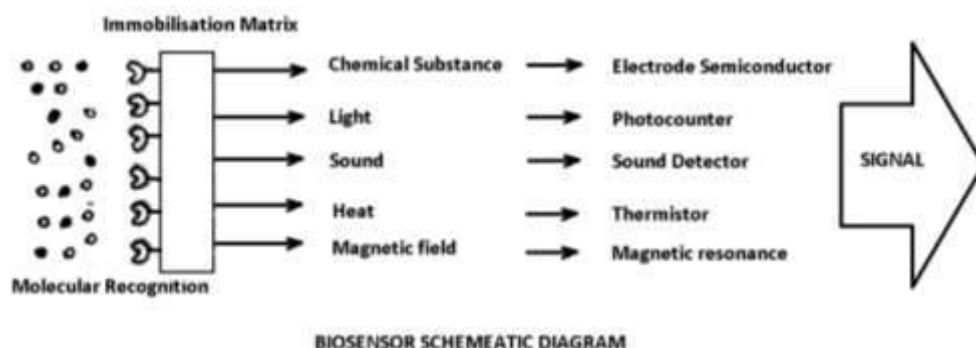 Immobilisation Matrix
Chemical Substance
Electrode Semiconductor
Light
Photocounter
Sound
Sound Detector
SIGNAL
Heat
Thermistor
Magnetic field
Magnetic resonance
Molecular Recognition
BIOSENSOR SCHEMEATIC DIAGRAM